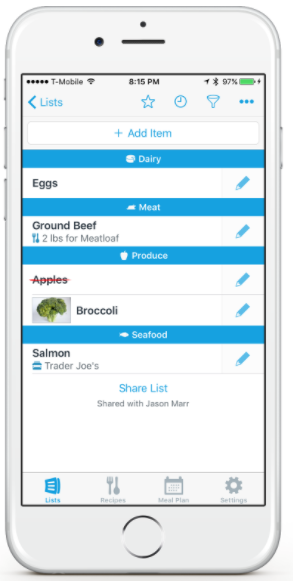 T-Mobile 8:15 PM 97%
Lists
+ Add Item
Dairy
Eggs
Meat
Ground Beef
2 lbs for Meatloaf
Produce
Apples
Broccoli
Seafood
Salmon
Trader Joe's
Share List
Shared with Jason Marr
Lists Recipes Meal Plan Settings